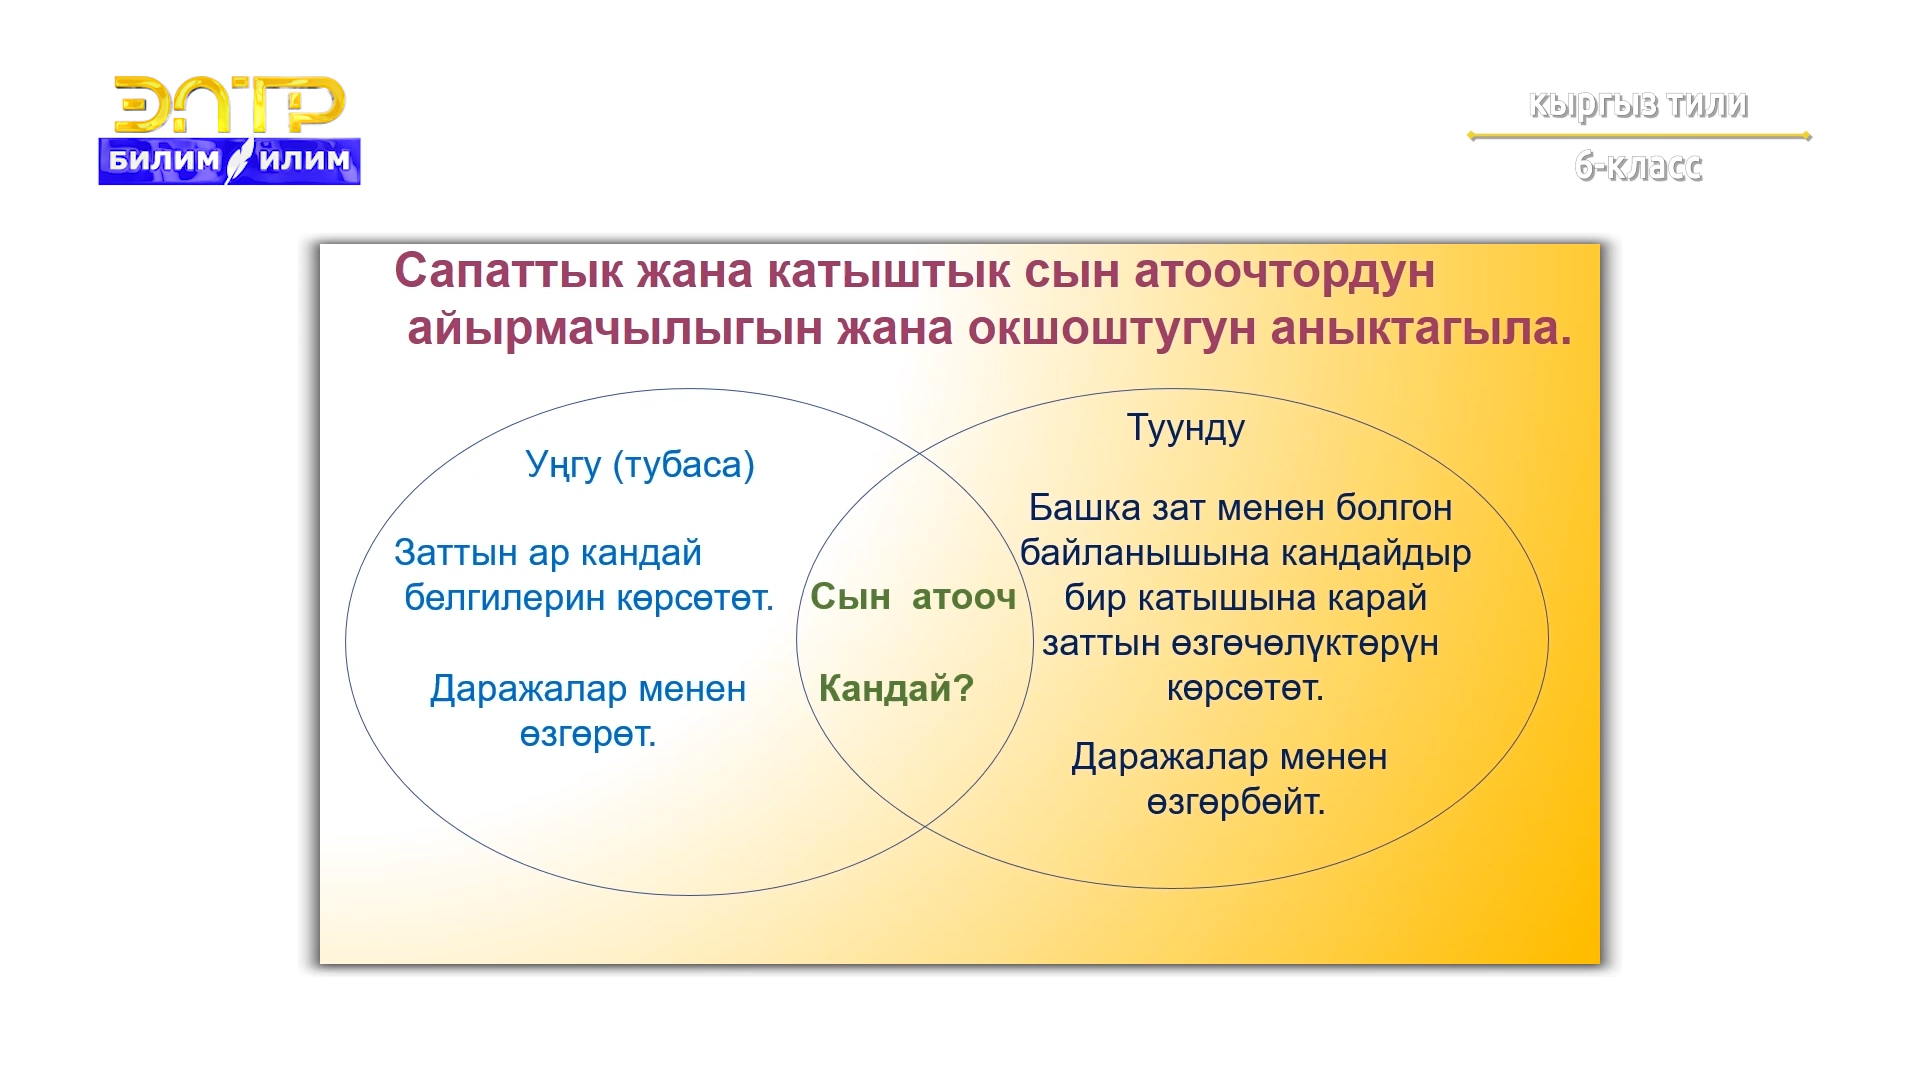 ЭЛТР
БИЛИМ ИЛИМ
кыргыз тили
6-класс
Сапаттык жана катыштык сын атоочтордун
айырмачылыгын жана окшоштугун аныктагыла.
Уңгу (тубаса)
Заттын ар кандай
белгилерин көрсөтөт.
Даражалар менен
өзгөрөт.
Сын атооч
Кандай?
Туунду
Башка зат менен болгон
байланышына кандайдыр
бир катышына карай
заттын өзгөчөлүктөрүн
көрсөтөт.
Даражалар менен
өзгөрбөйт.